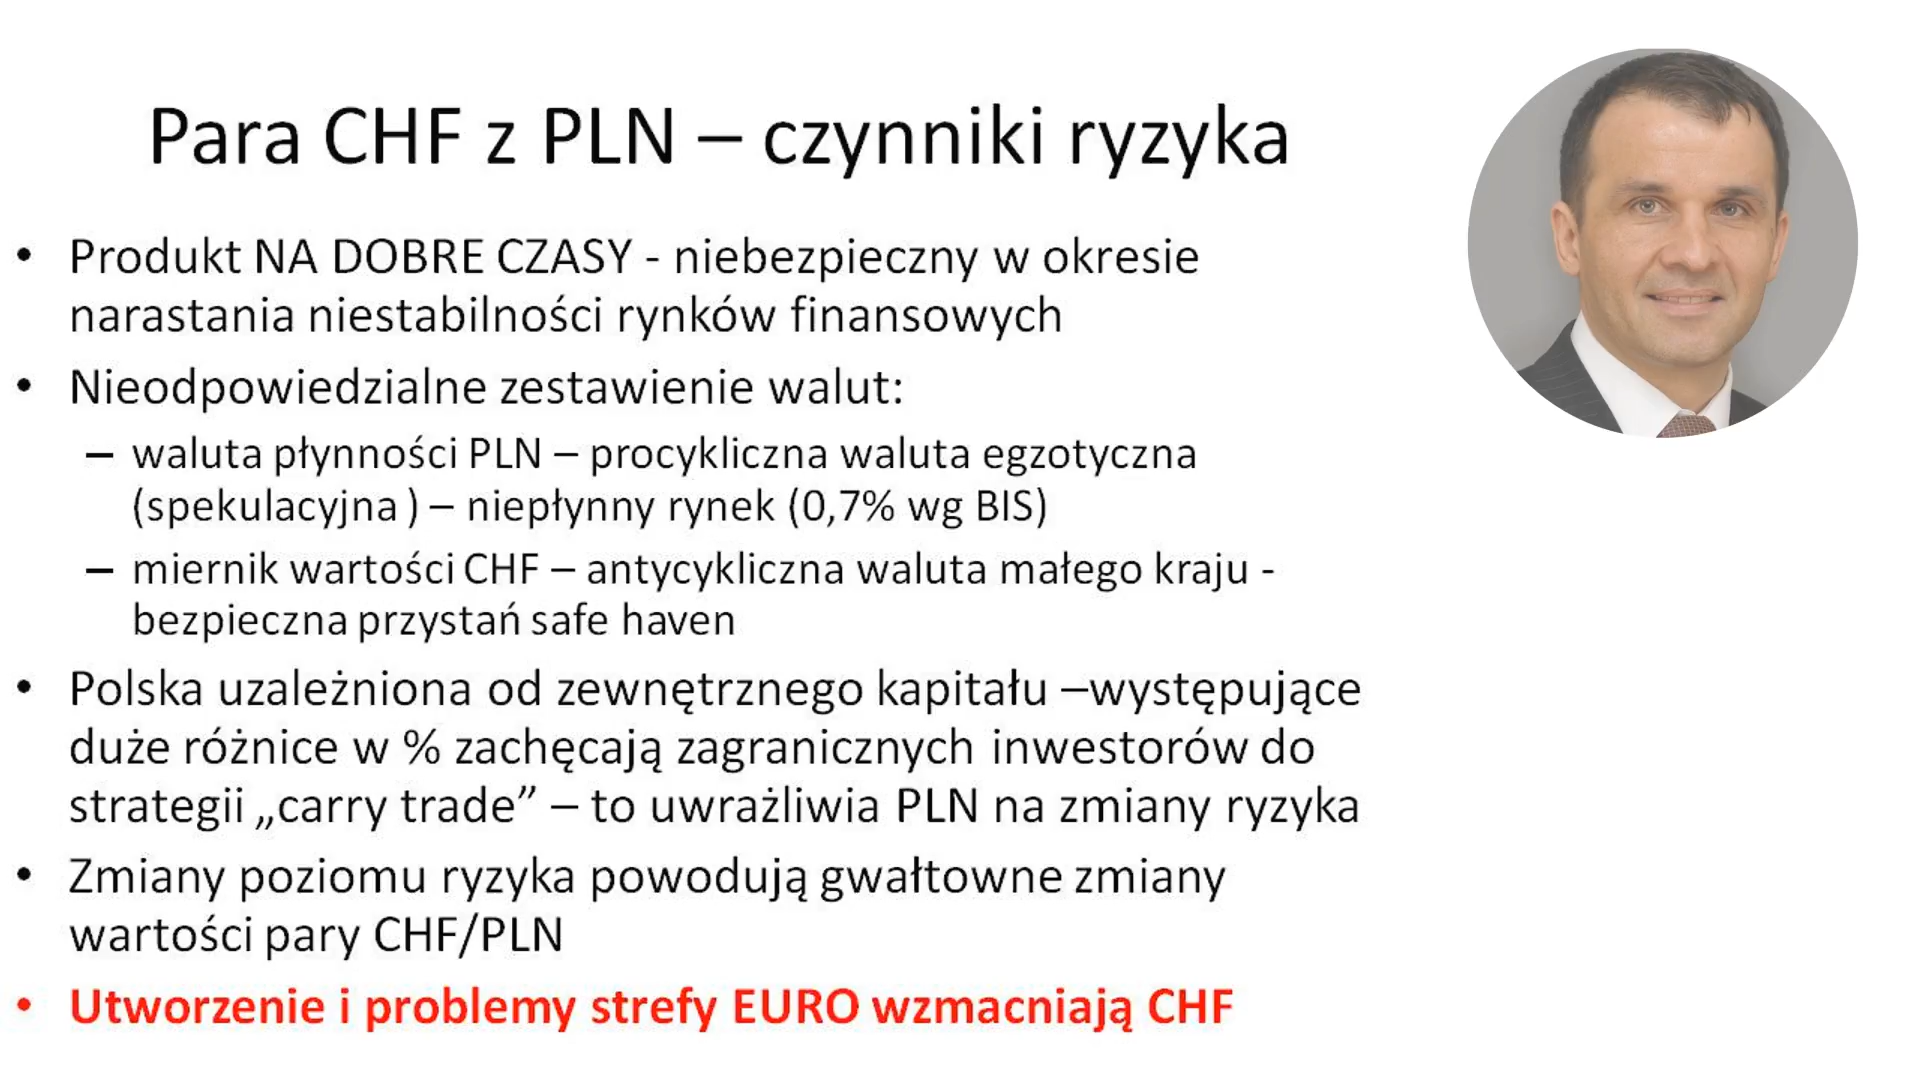 Para CHF z PLN – czynniki ryzyka
• Produkt NA DOBRE CZASY - niebezpieczny w okresie
narastania niestabilności rynków finansowych
• Nieodpowiedzialne zestawienie walut:
– waluta płynności PLN – procykliczna waluta egzotyczna
(spekulacyjna ) – niepłynny rynek (0,7% wg BIS)
– miernik wartości CHF – antycykliczna waluta małego kraju -
bezpieczna przystań safe haven
• Polska uzależniona od zewnętrznego kapitału –występujące
duże różnice w % zachęcają zagranicznych inwestorów do
strategii „carry trade” – to uwrażliwia PLN na zmiany ryzyka
• Zmiany poziomu ryzyka powodują gwałtowne zmiany
wartości pary CHF/PLN
• Utworzenie i problemy strefy EURO wzmacniają CHF